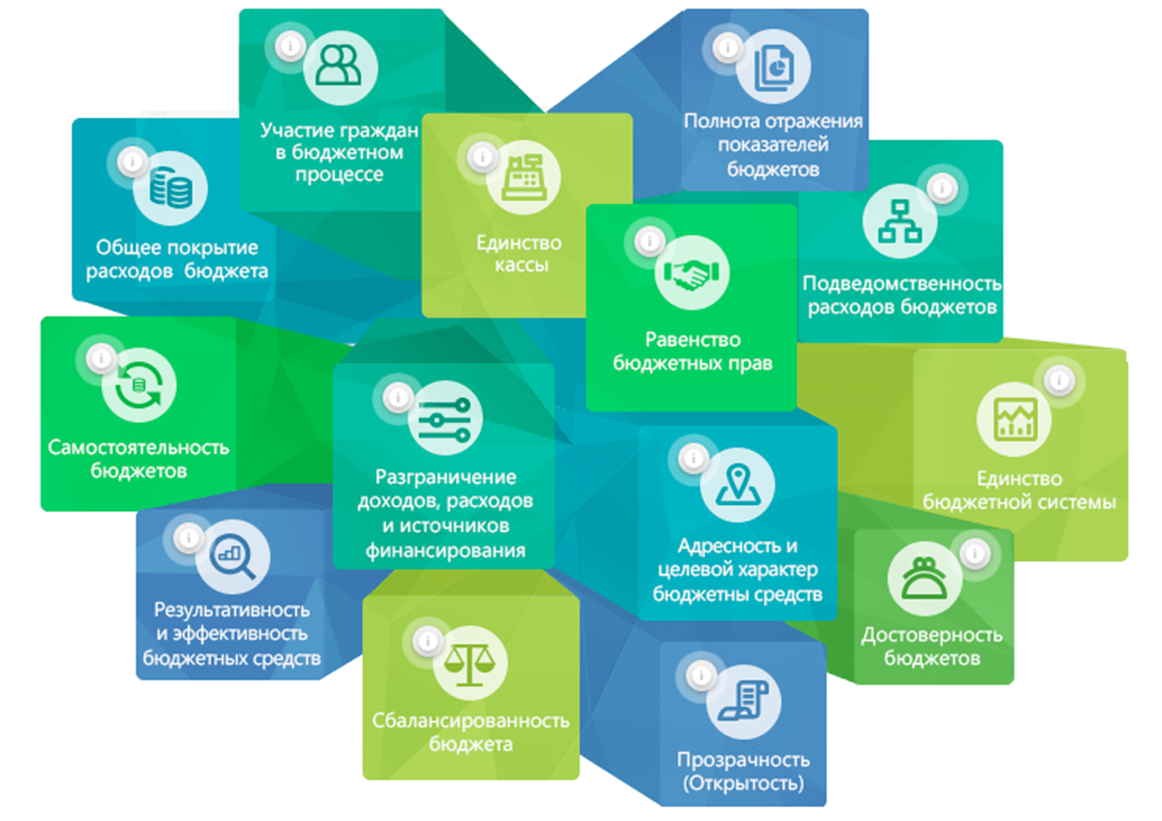 Участие граждан
в бюджетном
процессе
Полнота отражения
показателей
бюджетов
Общее покрытие
расходов бюджета
Единство
кассы
Подведомственность
расходов бюджетов
Равенство
бюджетных прав
Самостоятельность
бюджетов
Разграничение
доходов, расходов
и источников
финансирования
Единство
бюджетной системы
Адресность и
целевой характер
бюджетны средств
Результативность
и эффективность
бюджетных средств
Достоверность
бюджетов
Сбалансированность
бюджета
Прозрачность
(Открытость)